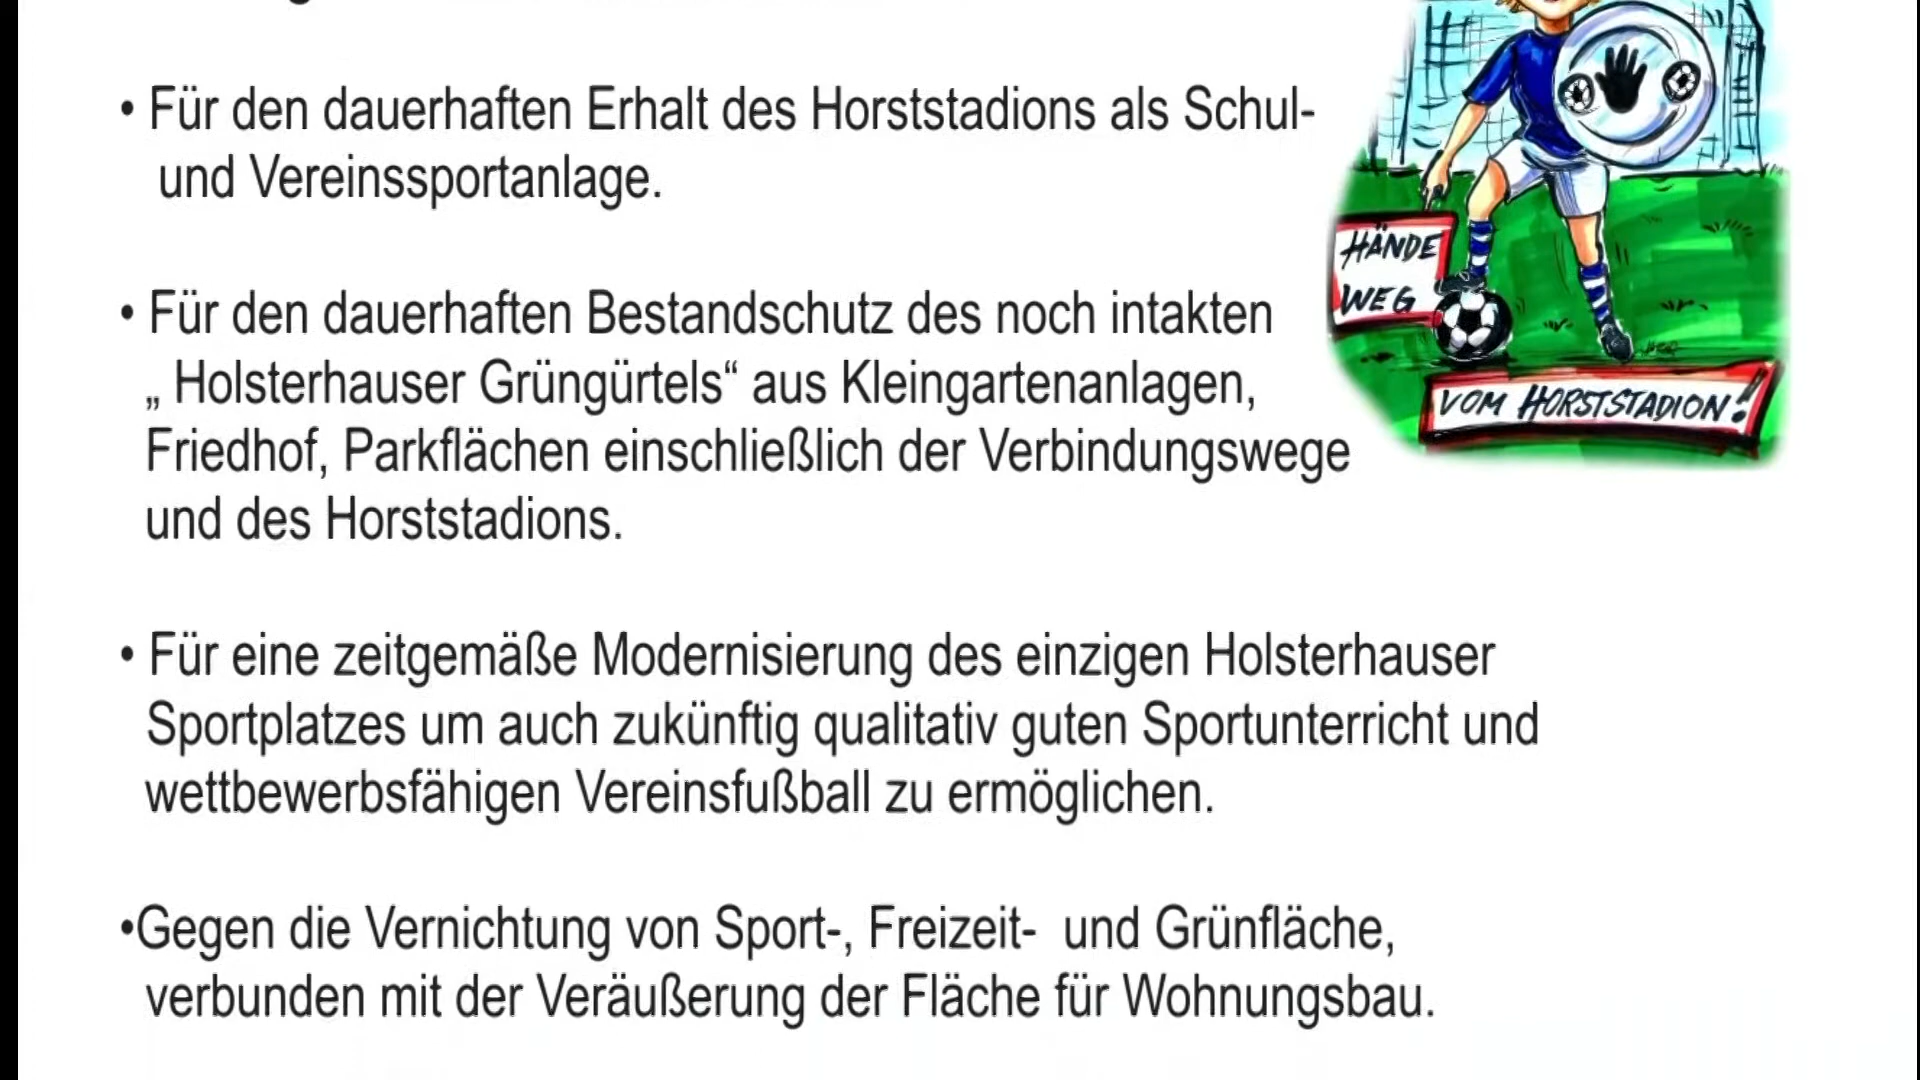 • Für den dauerhaften Erhalt des Horststadions als Schul-
und Vereinssportanlage.
• Für den dauerhaften Bestandschutz des noch intakten
„ Holsterhauser Grüngürtels“ aus Kleingartenanlagen,
Friedhof, Parkflächen einschließlich der Verbindungswege
und des Horststadions.
• Für eine zeitgemäße Modernisierung des einzigen Holsterhauser
Sportplatzes um auch zukünftig qualitativ guten Sportunterricht und
wettbewerbsfähigen Vereinsfußball zu ermöglichen.
•Gegen die Vernichtung von Sport-, Freizeit- und Grünfläche,
verbunden mit der Veräußerung der Fläche für Wohnungsbau.
HÄNDE
WEG
VOM HORSTSTADION!